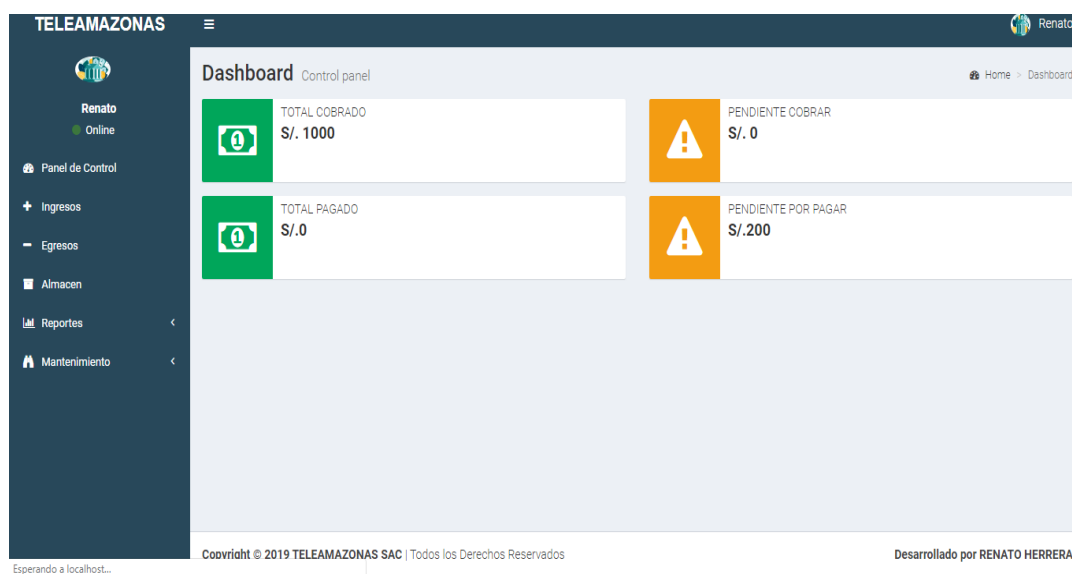 TELEAMAZONAS
Renato
Renato
Online
Panel de Control
Ingresos
Egresos
Almacen
Reportes
Mantenimiento
Dashboard Control panel
Home > Dashboard
TOTAL COBRADO
S/. 1000
PENDIENTE COBRAR
S/. 0
TOTAL PAGADO
S/.0
PENDIENTE POR PAGAR
S/.200
Copyright © 2019 TELEAMAZONAS SAC | Todos los Derechos Reservados
Desarrollado por RENATO HERRERA
Esperando a localhost...